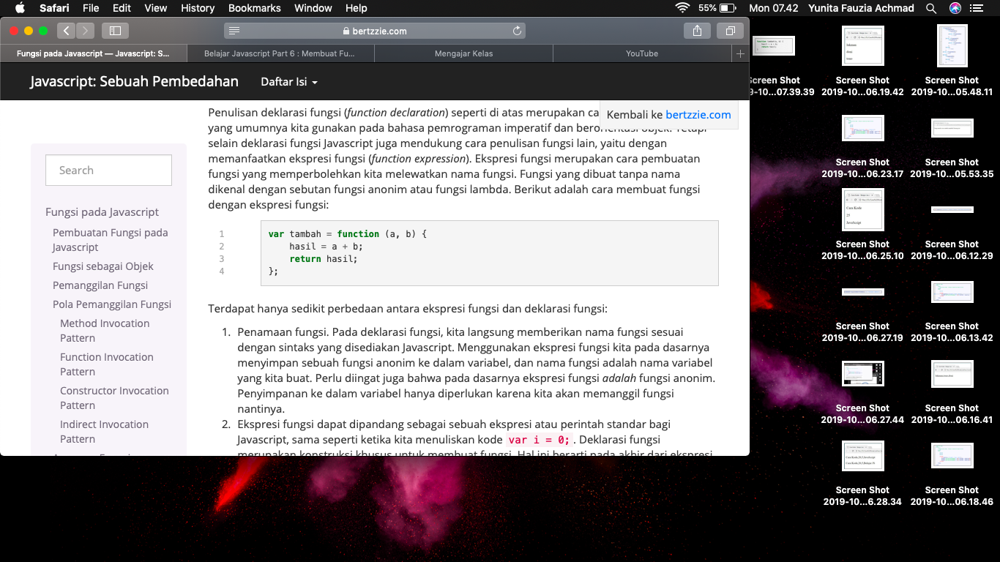 Safari File Edit View History Bookmarks Window Help 55% Mon 07.42 Yunita Fauzia Achmad
bertzzie.com
Fungsi pada Javascript — Javascript: S...
YouTube
Javascript: Sebuah Pembedahan Daftar Isi
Kembali ke bertzzie.com
Search
Fungsi pada Javascript
Pembuatan Fungsi pada
Javascript
Fungsi sebagai Objek
Pemanggilan Fungsi
Pola Pemanggilan Fungsi
Method Invocation
Pattern
Function Invocation
Pattern
Constructor Invocation
Pattern
Indirect Invocation
Pattern
Penulisan deklarasi fungsi (function declaration) seperti di atas merupakan
yang umumnya kita gunakan pada bahasa pemrograman imperatif dan berorientasi objek. Tetapi
selain deklarasi fungsi Javascript juga mendukung cara penulisan fungsi lain, yaitu dengan
memanfaatkan ekspresi fungsi (function expression). Ekspresi fungsi merupakan cara pembuatan
fungsi yang memperbolehkan kita melewatkan nama fungsi. Fungsi yang dibuat tanpa nama
dikenal dengan sebutan fungsi anonim atau fungsi lambda. Berikut adalah cara membuat fungsi
dengan ekspresi fungsi:
1 var tambah = function (a, b) {
2 hasil = a + b;
3 return hasil;
4 };
Terdapat hanya sedikit perbedaan antara ekspresi fungsi dan deklarasi fungsi:
1. Penamaan fungsi. Pada deklarasi fungsi, kita langsung memberikan nama fungsi sesuai
dengan sintaks yang disediakan Javascript. Menggunakan ekspresi fungsi kita pada dasarnya
menyimpan sebuah fungsi anonim ke dalam variabel, dan nama fungsi adalah nama variabel
yang kita buat. Perlu diingat juga bahwa pada dasarnya ekspresi fungsi adalah fungsi anonim.
Penyimpanan ke dalam variabel hanya diperlukan karena kita akan memanggil fungsi
nantinya.
2. Ekspresi fungsi dapat dipandang sebagai sebuah ekspresi atau perintah standar bagi
Javascript, sama seperti ketika kita menuliskan kode var i = 0;. Deklarasi fungsi
Screen Shot
07.39.39
Screen Shot
2019-10...06.19.42
Screen Shot
2019-10...05.48.11
Screen Shot
2019-10...06.23.17
Screen Shot
2019-10...05.53.35
Screen Shot
2019-10...06.25.10
Screen Shot
2019-10...06.12.29
Screen Shot
2019-10...06.27.19
Screen Shot
2019-10...06.13.42
Screen Shot
2019-10...06.27.44
Screen Shot
2019-10...06.16.41
Screen Shot
2019-10...6.28.34
Screen Shot
2019-10...06.18.46